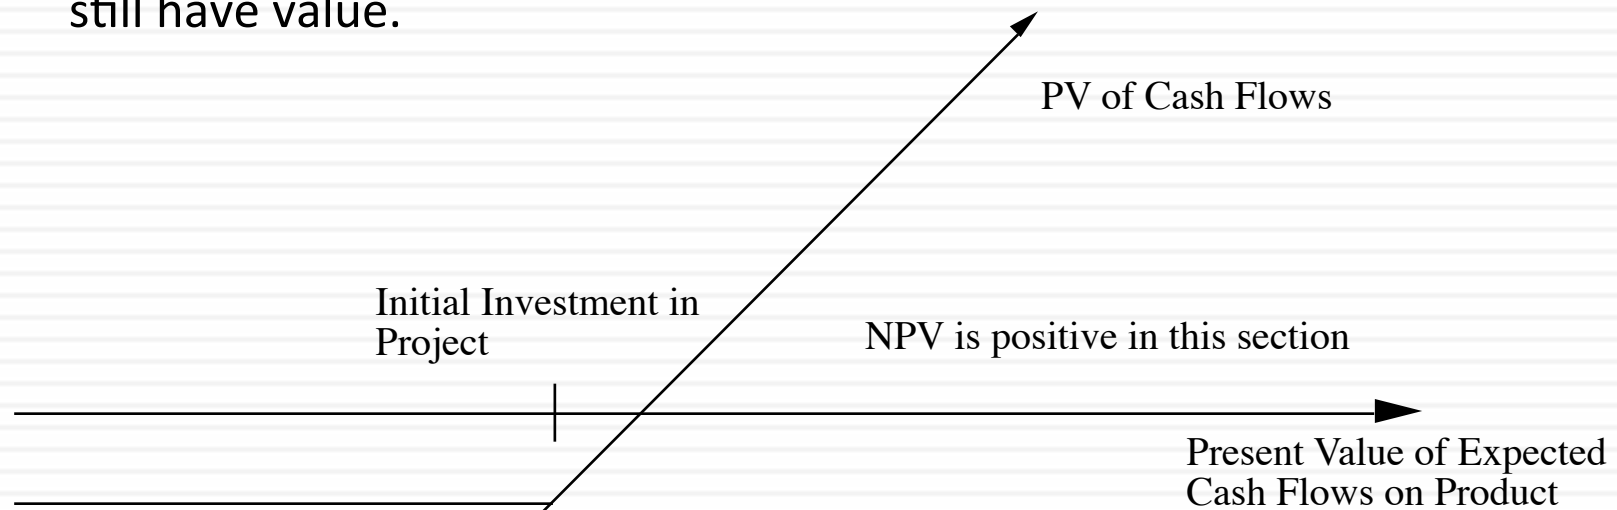 still have value.
PV of Cash Flows
Initial Investment in
Project
NPV is positive in this section
Present Value of Expected
Cash Flows on Product